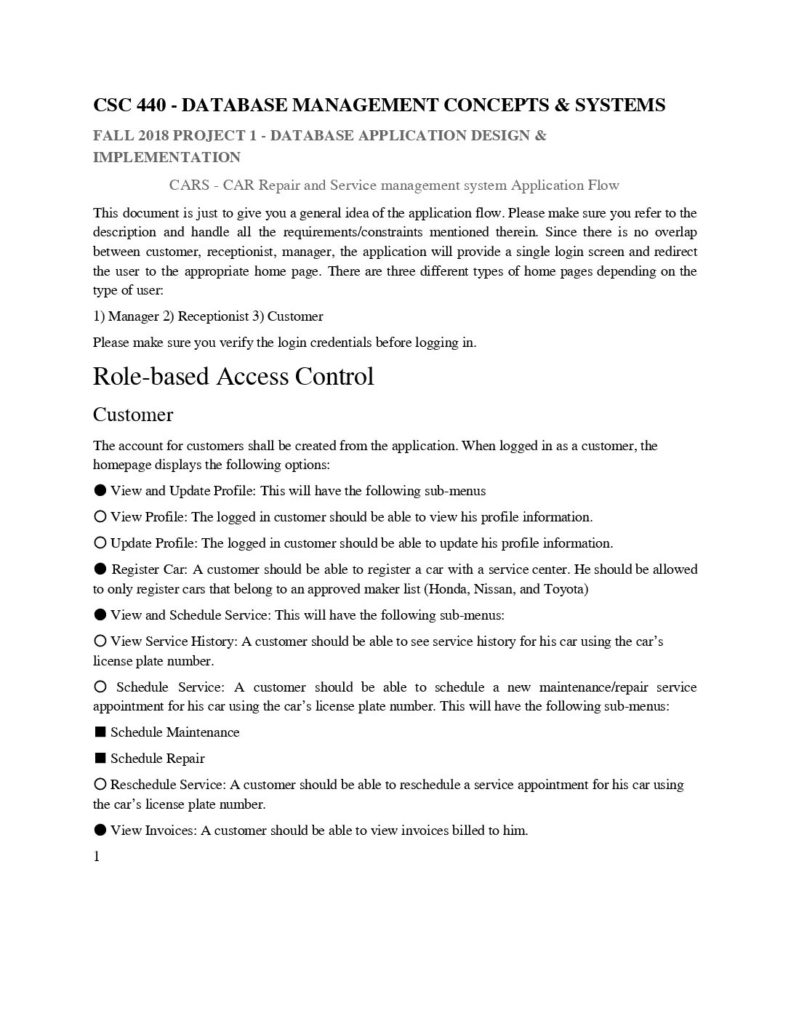 CSC 440 - DATABASE MANAGEMENT CONCEPTS & SYSTEMS
FALL 2018 PROJECT 1 - DATABASE APPLICATION DESIGN &
IMPLEMENTATION
CARS - CAR Repair and Service management system Application Flow
This document is just to give you a general idea of the application flow. Please make sure you refer to the
description and handle all the requirements/constraints mentioned therein. Since there is no overlap
between customer, receptionist, manager, the application will provide a single login screen and redirect
the user to the appropriate home page. There are three different types of home pages depending on the
type of user:
1) Manager 2) Receptionist 3) Customer
Please make sure you verify the login credentials before logging in.
Role-based Access Control
Customer
The account for customers shall be created from the application. When logged in as a customer, the
homepage displays the following options:
● View and Update Profile: This will have the following sub-menus
○ View Profile: The logged in customer should be able to view his profile information.
○ Update Profile: The logged in customer should be able to update his profile information.
● Register Car: A customer should be able to register a car with a service center. He should be allowed
to only register cars that belong to an approved maker list (Honda, Nissan, and Toyota)
● View and Schedule Service: This will have the following sub-menus:
○ View Service History: A customer should be able to see service history for his car using the car’s
license plate number.
○ Schedule Service: A customer should be able to schedule a new maintenance/repair service
appointment for his car using the car’s license plate number. This will have the following sub-menus:
■ Schedule Maintenance
■ Schedule Repair
○ Reschedule Service: A customer should be able to reschedule a service appointment for his car using
the car’s license plate number.
● View Invoices: A customer should be able to view invoices billed to him.
1